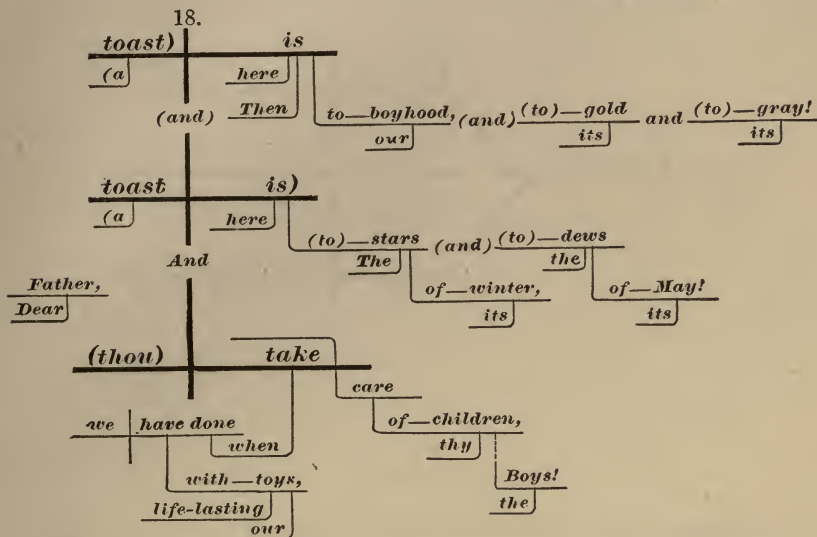 18.
toast) is
(a here
(and) Then to—boyhood, (and) (to)—gold and (to)—gray!
our its its
toast is)
(a here
(to)—stars (and) (to)—dews
And The the
Father, of—winter, of—May!
Dear its its
(thou) take
care
we have done of—children,
when thy
with—toys, Boys!
life-lasting the
our